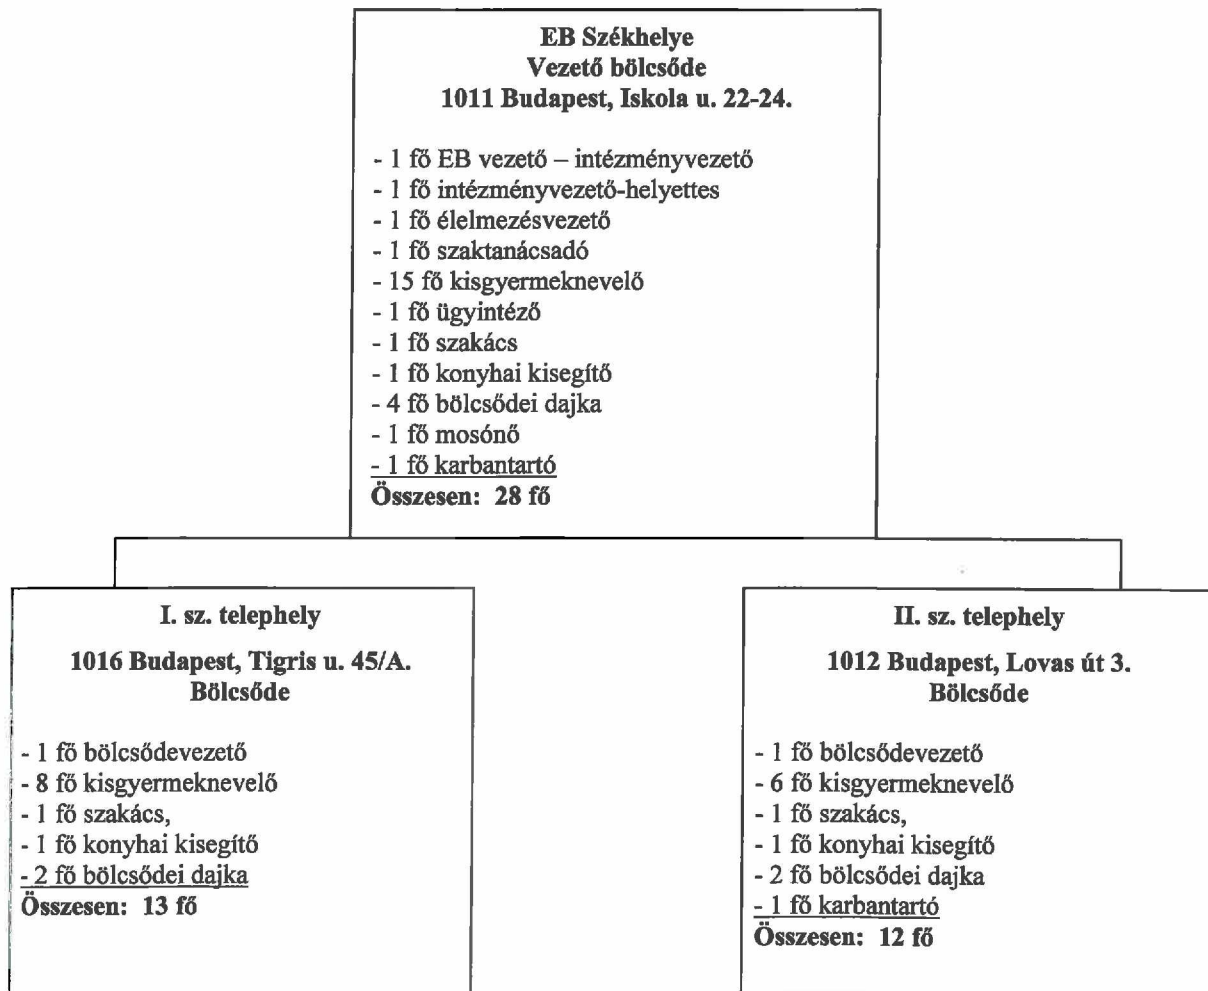 EB Székhelye
Vezető bölcsőde
1011 Budapest, Iskola u. 22-24.
- 1 fő EB vezető – intézményvezető
- 1 fő intézményvezető-helyettes
- 1 fő élelmezésvezető
- 1 fő szaktanácsadó
- 15 fő kisgyermeknevelő
- 1 fő ügyintéző
- 1 fő szakács
- 1 fő konyhai kisegítő
- 4 fő bölcsődei dajka
- 1 fő mosónő
- 1 fő karbantartó
Összesen: 28 fő
I. sz. telephely
1016 Budapest, Tigris u. 45/A.
Bölcsőde
- 1 fő bölcsődevezető
- 8 fő kisgyermeknevelő
- 1 fő szakács,
- 1 fő konyhai kisegítő
- 2 fő bölcsődei dajka
Összesen: 13 fő
II. sz. telephely
1012 Budapest, Lovas út 3.
Bölcsőde
- 1 fő bölcsődevezető
- 6 fő kisgyermeknevelő
- 1 fő szakács,
- 1 fő konyhai kisegítő
- 2 fő bölcsődei dajka
- 1 fő karbantartó
Összesen: 12 fő